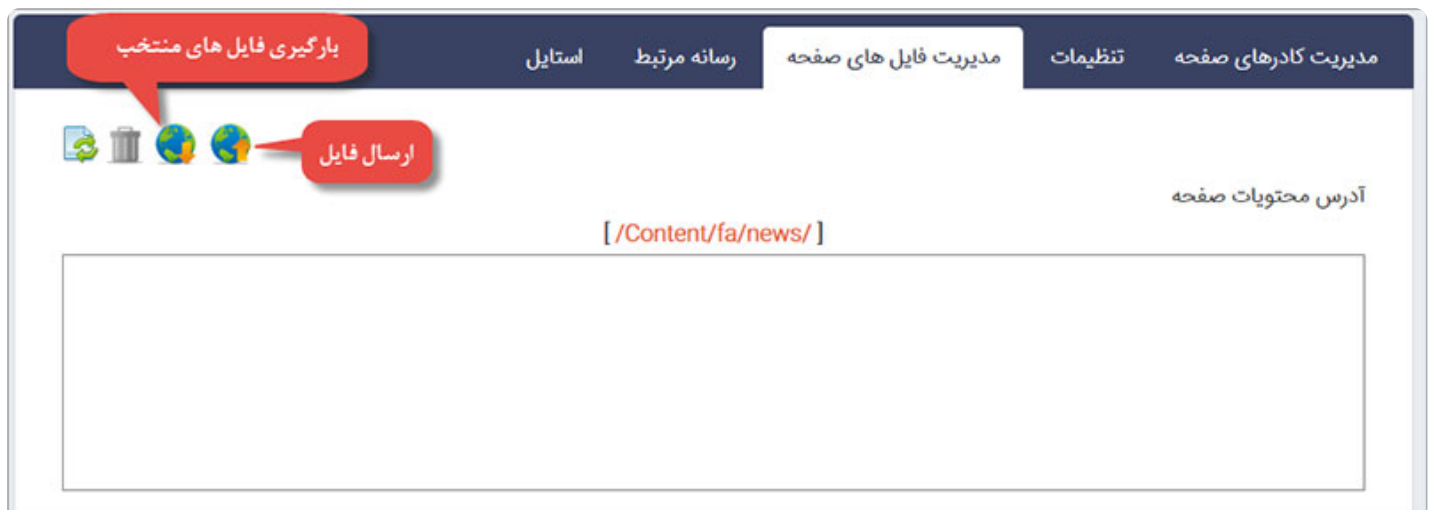 مدیریت کادرهای صفحه تنظیمات مدیریت فایل های صفحه رسانه مرتبط استایل
بارگیری فایل های منتخب
ارسال فایل
آدرس محتویات صفحه
[ /Content/fa/news/ ]